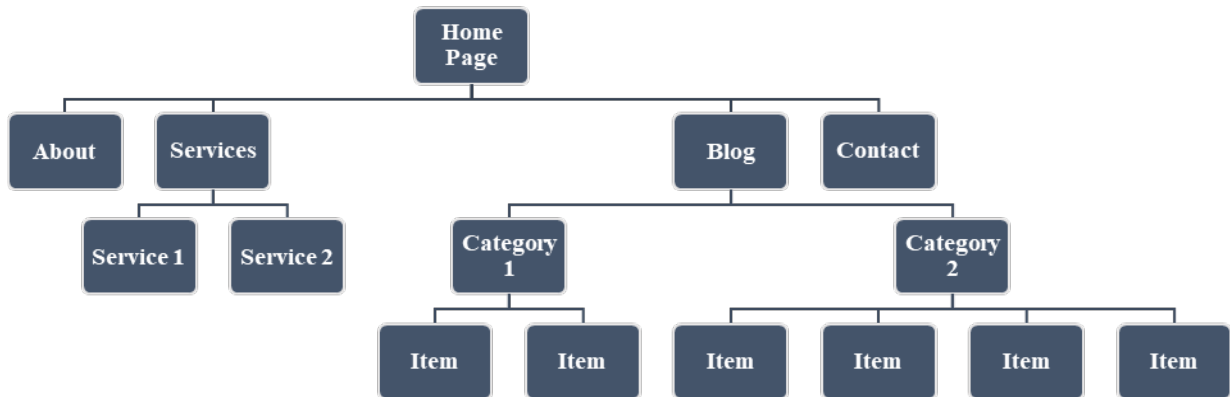 Home
Page
About
Services
Blog
Contact
Service 1
Service 2
Category
1
Category
2
Item
Item
Item
Item
Item
Item